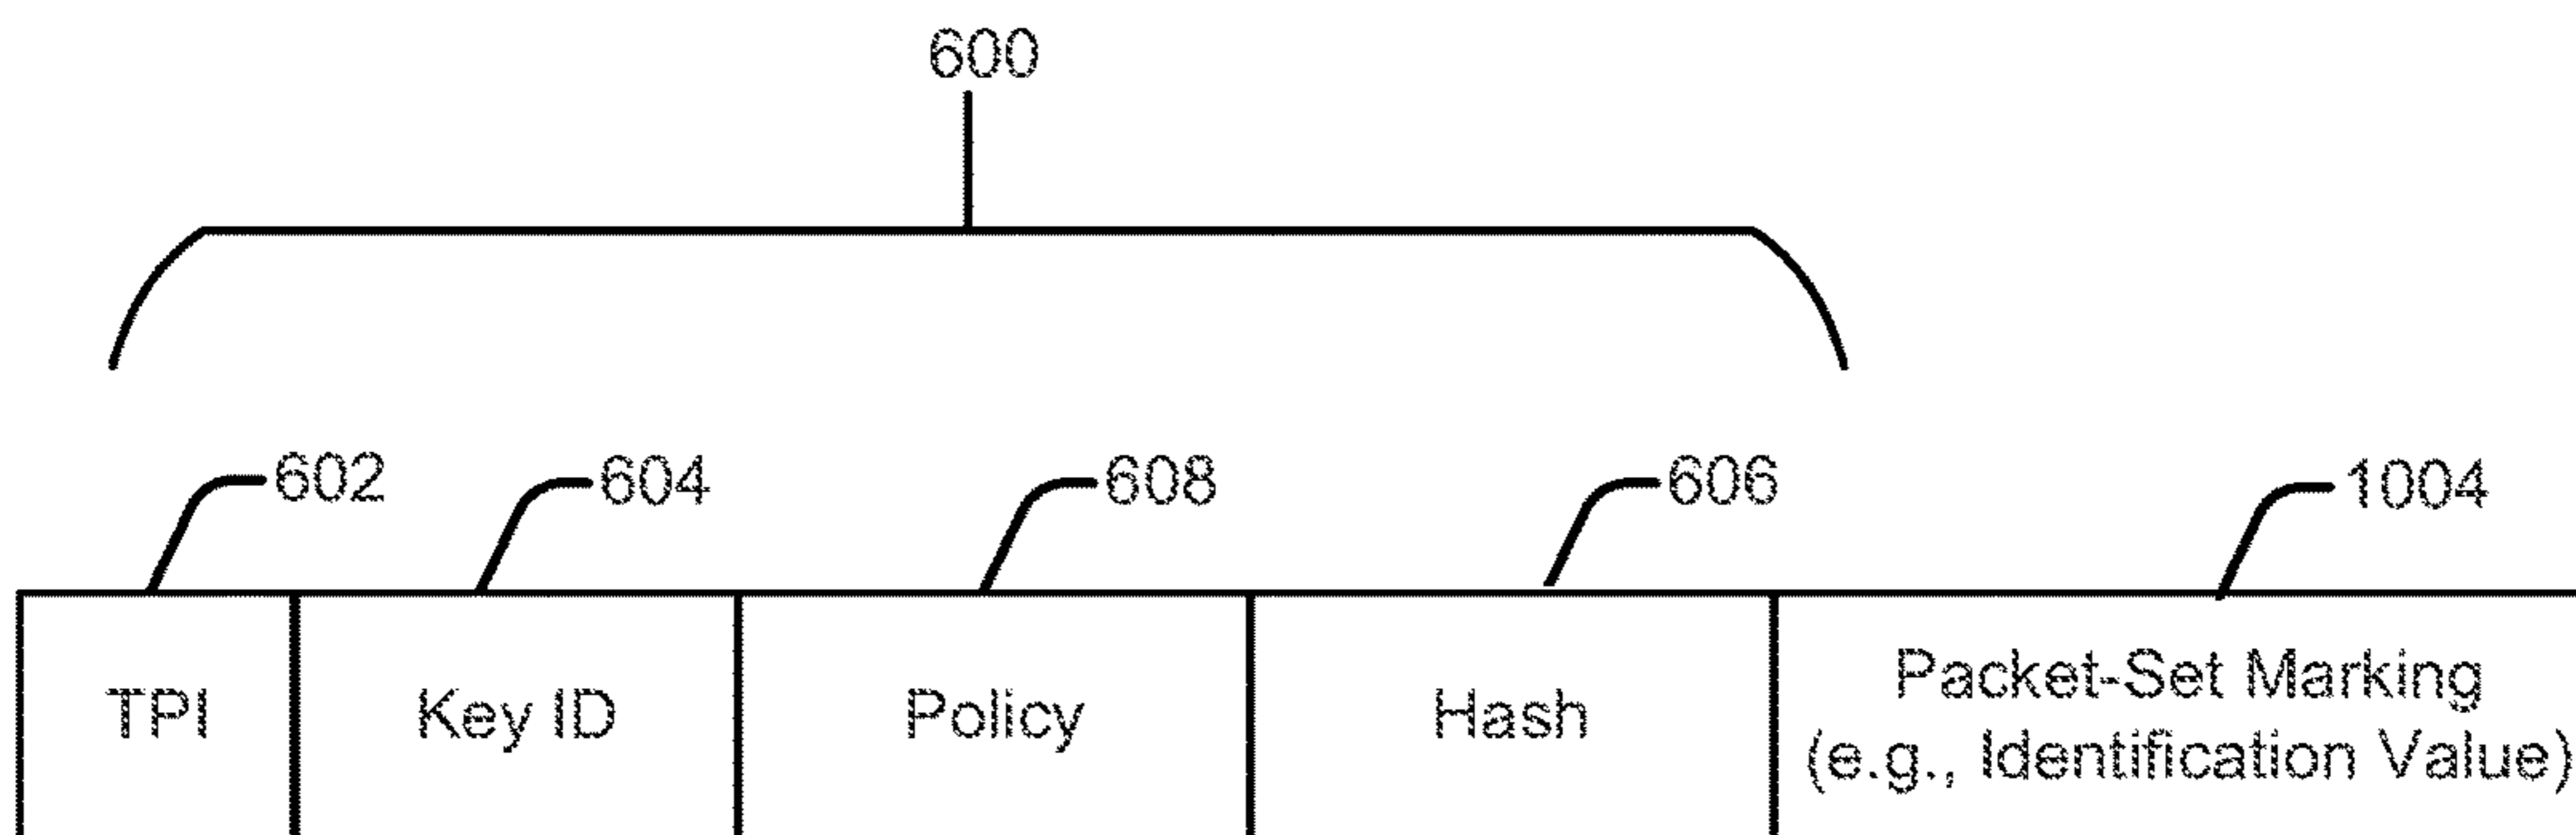 600
602
604
608
606
1004
TPI
Key ID
Policy
Hash
Packet-Set Marking
(e.g., Identification Value)